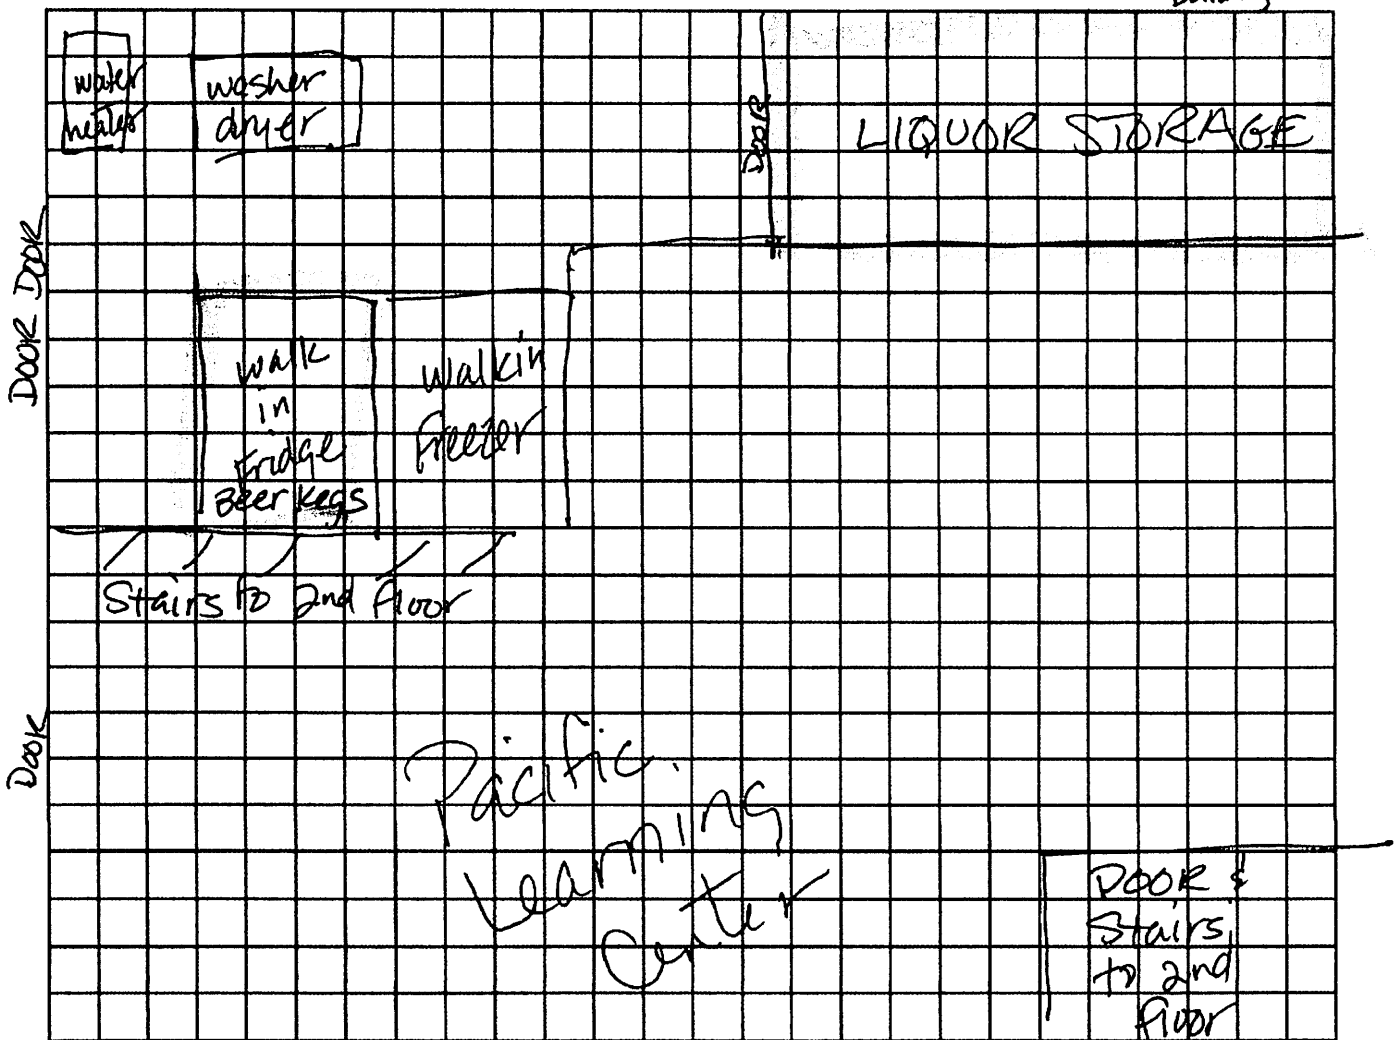 water
heater
washer
dryer
DOOR
LIQUOR STORAGE
DOOR DOOR
walk
in
Fridge
Beer Kegs
Walkin
freezer
Stairs to 2nd floor
DOOR
Pacific
Learning
Center
DOOR &
Stairs
to 2nd
floor